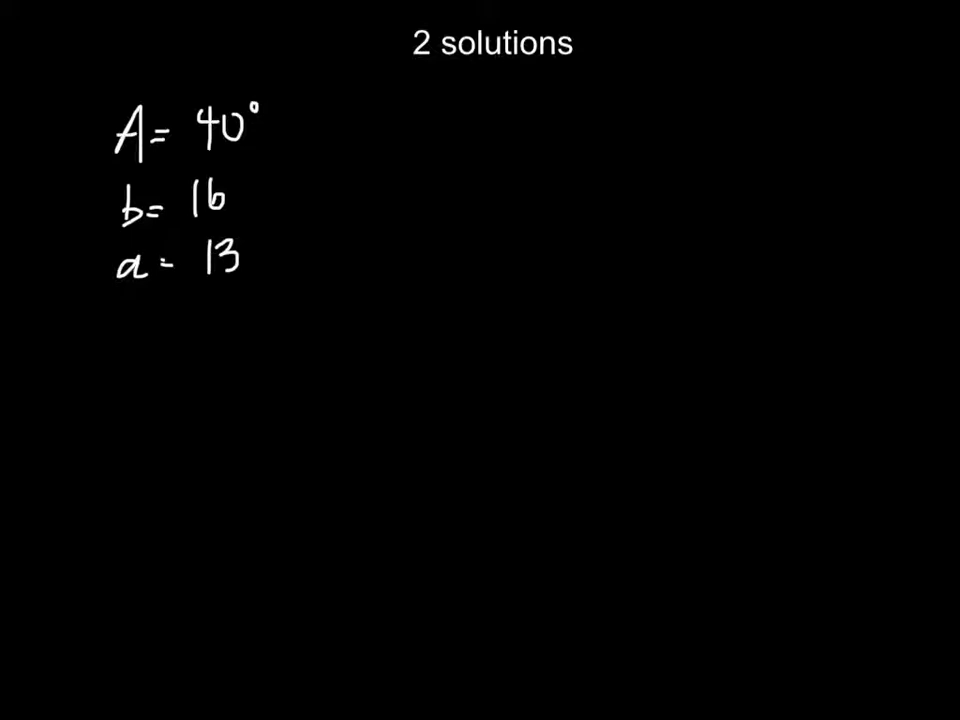 2 solutions
A= 40°
b= 16
a= 13